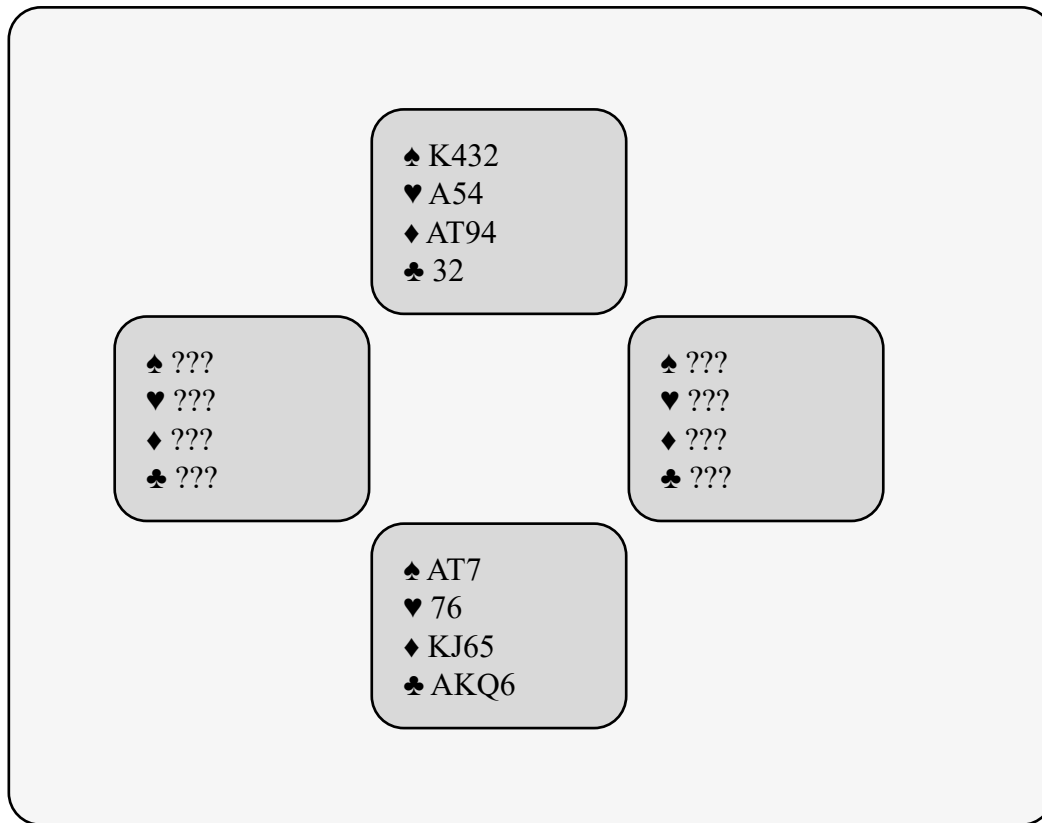 ♠ K432
♥ A54
♦ AT94
♣ 32
♠ ???
♥ ???
♦ ???
♣ ???
♠ ???
♥ ???
♦ ???
♣ ???
♠ AT7
♥ 76
♦ KJ65
♣ AKQ6